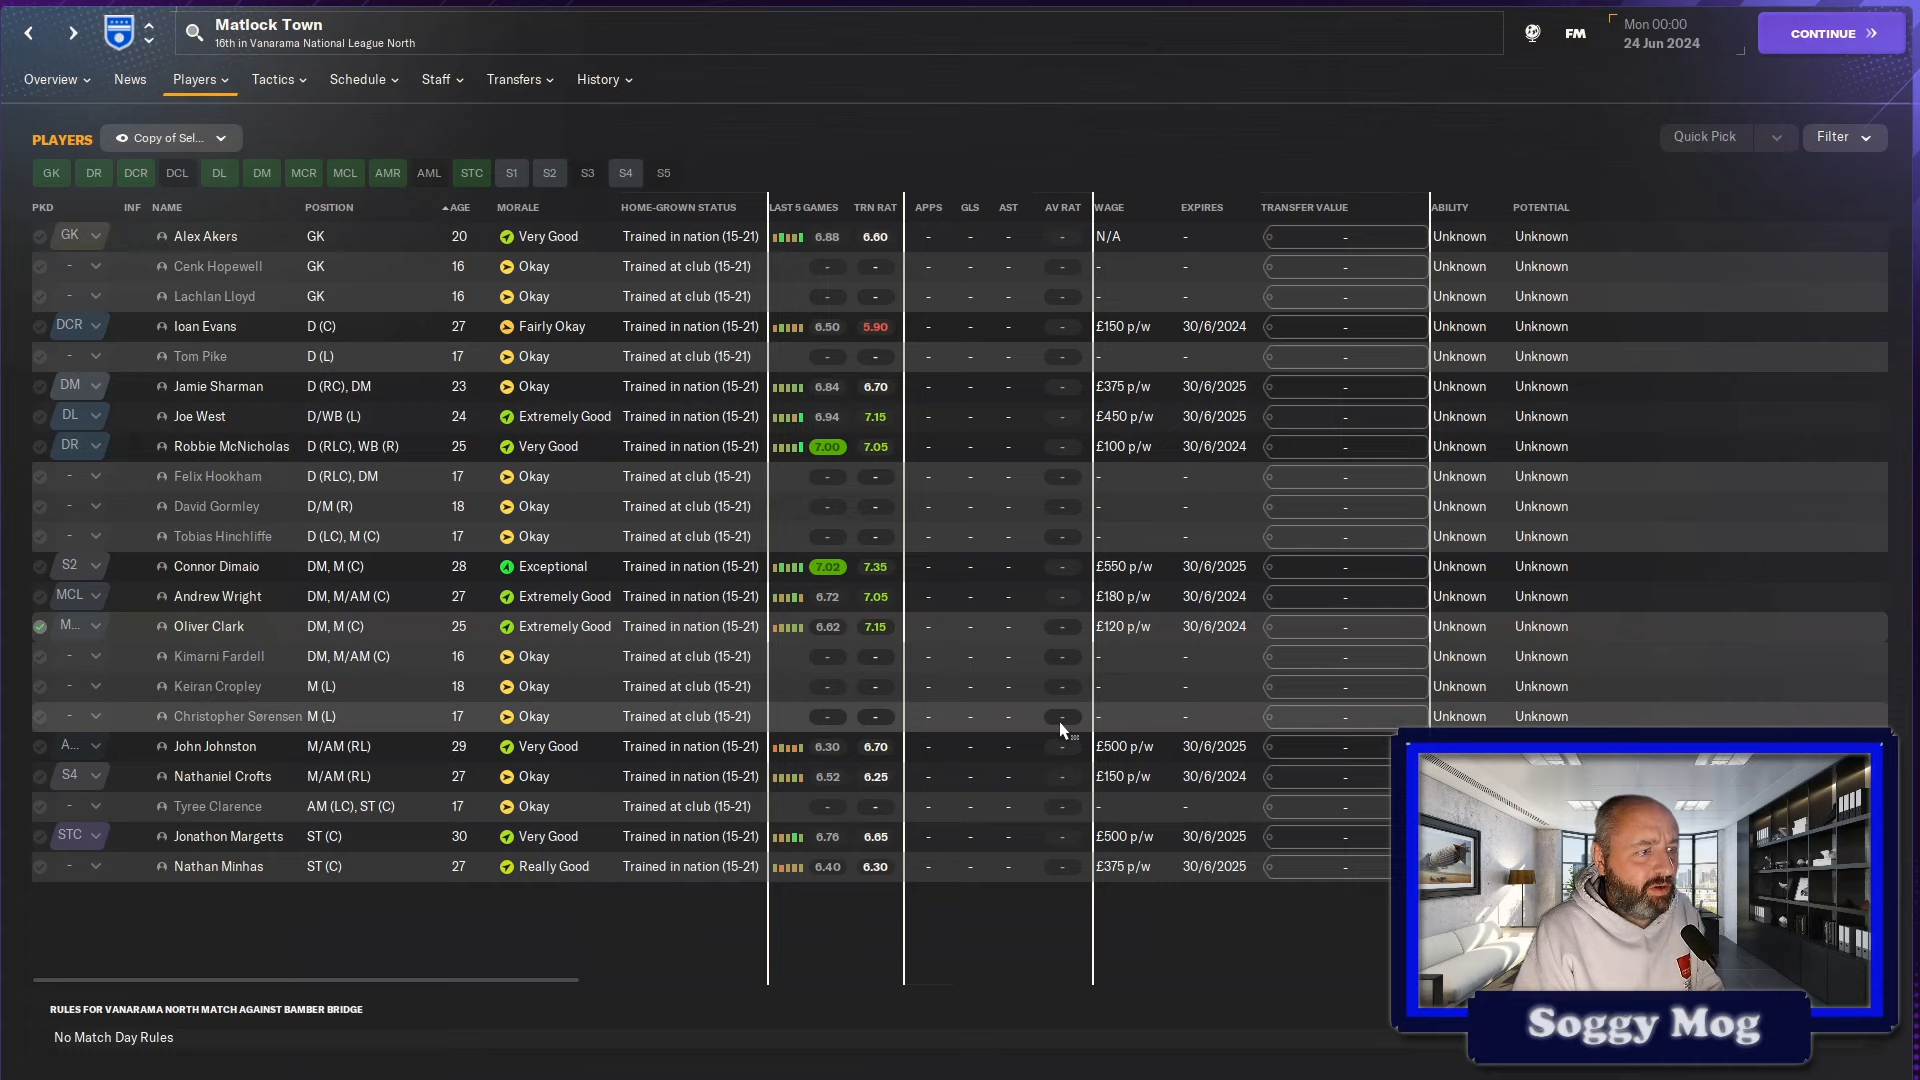 Matlock Town
16th in Vanarama National League North
FM
Mon 00:00
24 Jun 2024
CONTINUE
Overview News Players Tactics Schedule Staff Transfers History
PLAYERS Copy of Sel... Quick Pick Filter
GK DR DCR DCL DL DM MCR MCL AMR AML STC S1 S2 S3 S4 S5
PKD INF NAME POSITION AGE MORALE HOME-GROWN STATUS LAST 5 GAMES TRN RAT APPS GLS AST AV RAT WAGE EXPIRES TRANSFER VALUE ABILITY POTENTIAL
GK Alex Akers GK 20 Very Good Trained in nation (15-21) 6.88 6.60 - - - - N/A - - Unknown Unknown
- Cenk Hopewell GK 16 Okay Trained at club (15-21) - - - - - - - - - Unknown Unknown
- Lachlan Lloyd GK 16 Okay Trained at club (15-21) - - - - - - - - - Unknown Unknown
DCR Ioan Evans D (C) 27 Fairly Okay Trained in nation (15-21) 6.50 5.90 - - - - £150 p/w 30/6/2024 - Unknown Unknown
- Tom Pike D (L) 17 Okay Trained at club (15-21) - - - - - - - - - Unknown Unknown
DM Jamie Sharman D (RC), DM 23 Okay Trained in nation (15-21) 6.84 6.70 - - - - £375 p/w 30/6/2025 - Unknown Unknown
DL Joe West D/WB (L) 24 Extremely Good Trained in nation (15-21) 6.94 7.15 - - - - £450 p/w 30/6/2025 - Unknown Unknown
DR Robbie McNicholas D (RLC), WB (R) 25 Very Good Trained in nation (15-21) 7.00 7.05 - - - - £100 p/w 30/6/2024 - Unknown Unknown
- Felix Hookham D (RLC), DM 17 Okay Trained at club (15-21) - - - - - - - - - Unknown Unknown
- David Gormley D/M (R) 18 Okay Trained at club (15-21) - - - - - - - - - Unknown Unknown
- Tobias Hinchliffe D (LC), M (C) 17 Okay Trained at club (15-21) - - - - - - - - - Unknown Unknown
S2 Connor Dimaio DM, M (C) 28 Exceptional Trained in nation (15-21) 7.02 7.35 - - - - £550 p/w 30/6/2025 - Unknown Unknown
MCL Andrew Wright DM, M/AM (C) 27 Extremely Good Trained in nation (15-21) 6.72 7.05 - - - - £180 p/w 30/6/2024 - Unknown Unknown
M... Oliver Clark DM, M (C) 25 Extremely Good Trained in nation (15-21) 6.62 7.15 - - - - £120 p/w 30/6/2024 - Unknown Unknown
- Kimarni Fardell DM, M/AM (C) 16 Okay Trained at club (15-21) - - - - - - - - - Unknown Unknown
- Keiran Cropley M (L) 18 Okay Trained at club (15-21) - - - - - - - - - Unknown Unknown
- Christopher Sørensen M (L) 17 Okay Trained at club (15-21) - - - - - - - - - Unknown Unknown
A... John Johnston M/AM (RL) 29 Very Good Trained in nation (15-21) 6.30 6.70 - - - - £500 p/w 30/6/2025 -
S4 Nathaniel Crofts M/AM (RL) 27 Okay Trained in nation (15-21) 6.52 6.25 - - - - £150 p/w 30/6/2024 -
- Tyree Clarence AM (LC), ST (C) 17 Okay Trained at club (15-21) - - - - - - - - -
STC Jonathon Margetts ST (C) 30 Very Good Trained in nation (15-21) 6.76 6.65 - - - - £500 p/w 30/6/2025 -
- Nathan Minhas ST (C) 27 Really Good Trained in nation (15-21) 6.40 6.30 - - - - £375 p/w 30/6/2025 -
RULES FOR VANARAMA NORTH MATCH AGAINST BAMBER BRIDGE
No Match Day Rules
Soggy Mog